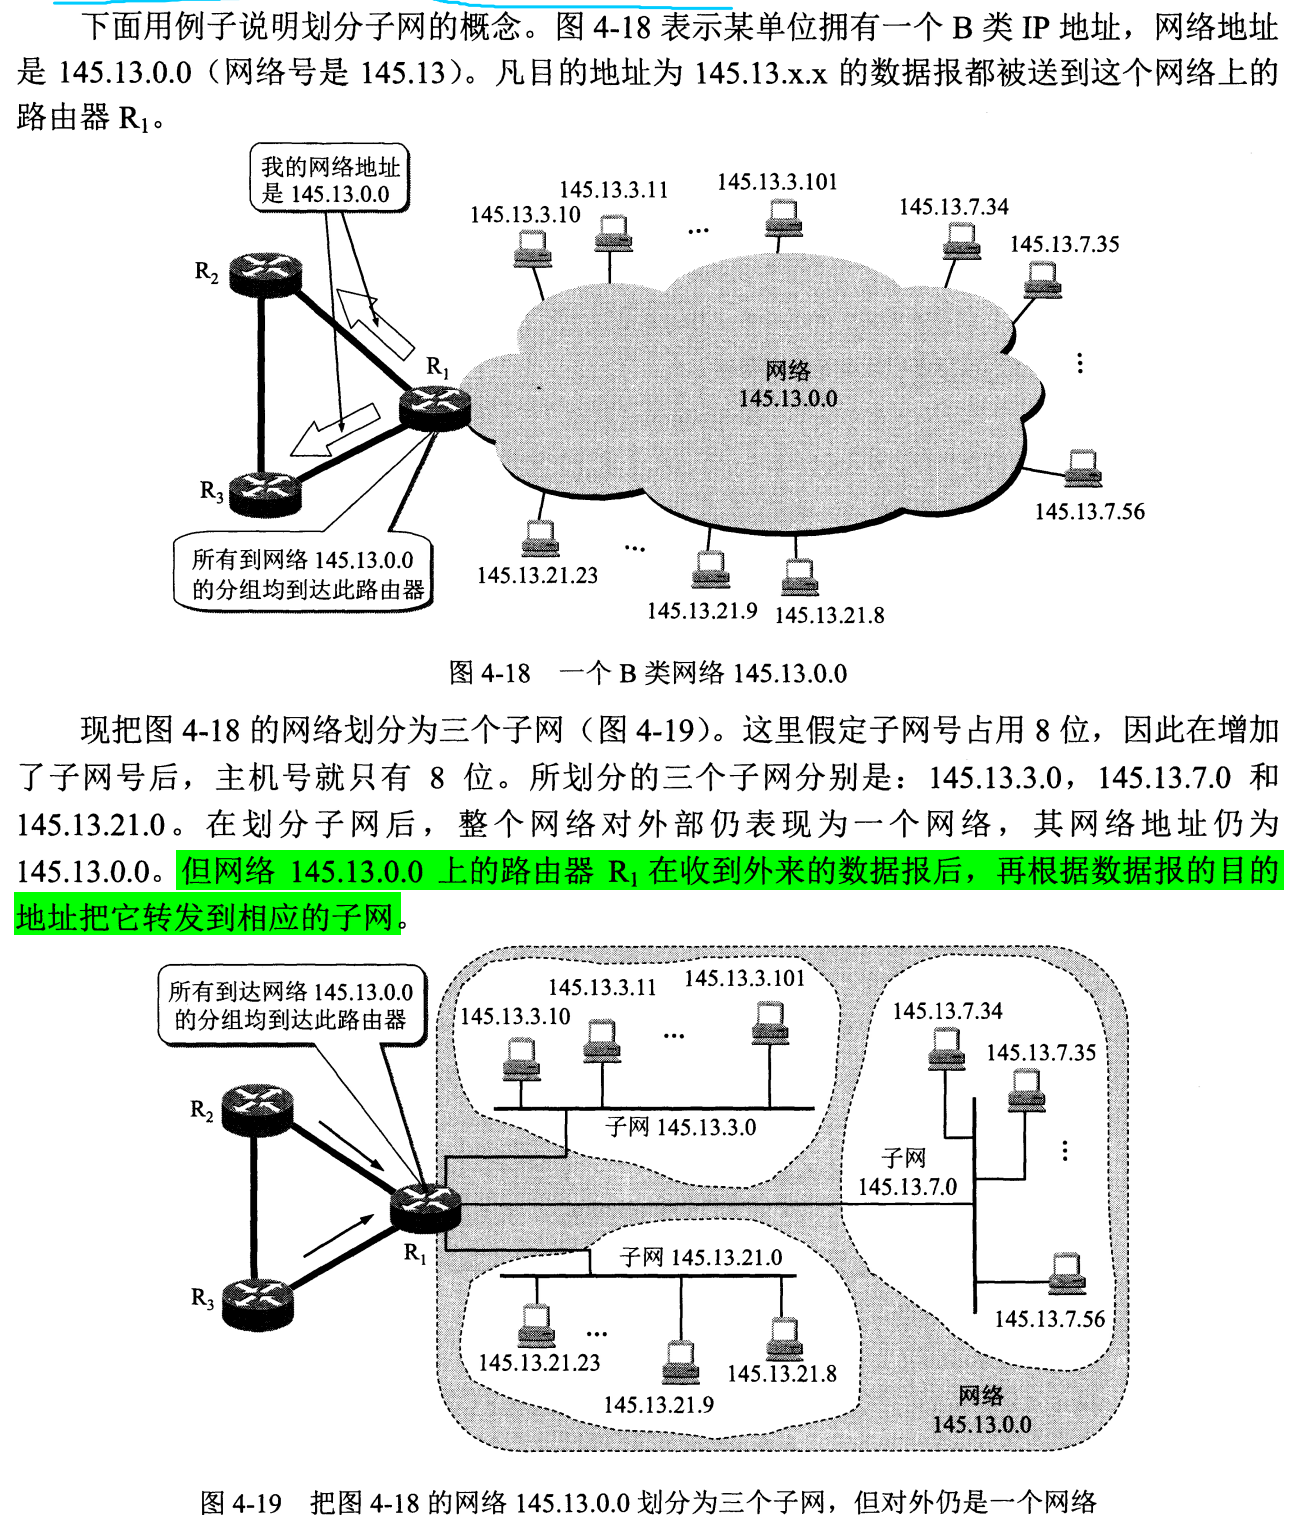 下面用例子说明划分子网的概念。图 4-18 表示某单位拥有一个 B 类 IP 地址，网络地址
是 145.13.0.0（网络号是 145.13）。凡目的地址为 145.13.x.x 的数据报都被送到这个网络上的
路由器 R1。
我的网络地址
是 145.13.0.0
145.13.3.10
145.13.3.11
...
145.13.3.101
145.13.7.34
145.13.7.35
R2
R1
网络
145.13.0.0
R3
145.13.7.56
所有到网络 145.13.0.0
的分组均到达此路由器
145.13.21.23
...
145.13.21.9
145.13.21.8
图 4-18 一个 B 类网络 145.13.0.0
现把图 4-18 的网络划分为三个子网（图 4-19）。这里假定子网号占用 8 位，因此在增加
了子网号后，主机号就只有 8 位。所划分的三个子网分别是：145.13.3.0，145.13.7.0 和
145.13.21.0。在划分子网后，整个网络对外部仍表现为一个网络，其网络地址仍为
145.13.0.0。但网络 145.13.0.0 上的路由器 R1 在收到外来的数据报后，再根据数据报的目的
地址把它转发到相应的子网。
所有到达网络 145.13.0.0
的分组均到达此路由器
145.13.3.10
145.13.3.11
...
145.13.3.101
145.13.7.34
145.13.7.35
R2
子网 145.13.3.0
子网
145.13.7.0
R1
子网 145.13.21.0
R3
145.13.7.56
145.13.21.23
...
145.13.21.9
145.13.21.8
网络
145.13.0.0
图 4-19 把图 4-18 的网络 145.13.0.0 划分为三个子网，但对外仍是一个网络